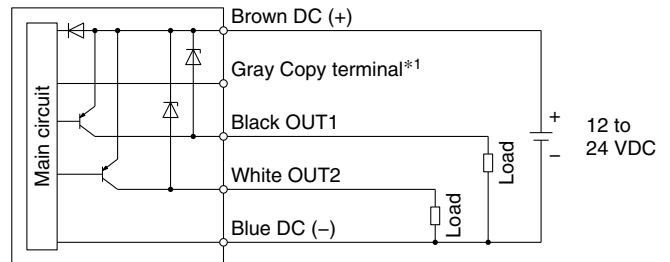 Brown DC (+)
Gray Copy terminal*1
Black OUT1
White OUT2
Blue DC (−)
Main circuit
Load
Load
+
−
12 to
24 VDC